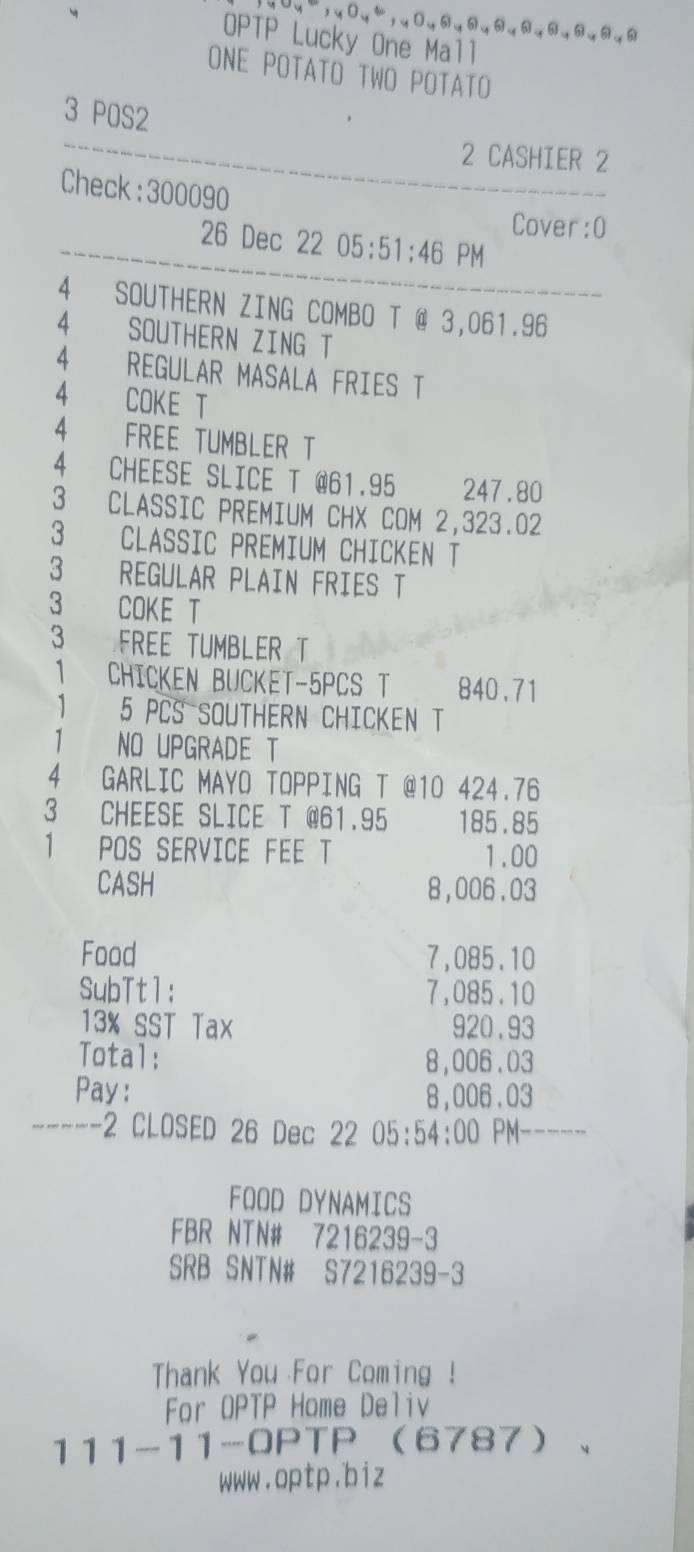 OPTP Lucky One Mall
ONE POTATO TWO POTATO
3 POS2
2 CASHIER 2
Check:300090
Cover:0
26 Dec 22 05:51:46 PM
4 SOUTHERN ZING COMBO T @ 3,061.96
4 SOUTHERN ZING T
4 REGULAR MASALA FRIES T
4 COKE T
4 FREE TUMBLER T
4 CHEESE SLICE T @61.95 247.80
3 CLASSIC PREMIUM CHX COM 2,323.02
3 CLASSIC PREMIUM CHICKEN T
3 REGULAR PLAIN FRIES T
3 COKE T
3 FREE TUMBLER T
1 CHICKEN BUCKET-5PCS T 840.71
1 5 PCS SOUTHERN CHICKEN T
1 NO UPGRADE T
4 GARLIC MAYO TOPPING T @10 424.76
3 CHEESE SLICE T @61.95 185.85
1 POS SERVICE FEE T 1.00
CASH 8,006.03
Food 7,085.10
SubTtl: 7,085.10
13% SST Tax 920.93
Total: 8,006.03
Pay: 8,006.03
-----2 CLOSED 26 Dec 22 05:54:00 PM-----
FOOD DYNAMICS
FBR NTN# 7216239-3
SRB SNTN# S7216239-3
Thank You For Coming !
For OPTP Home Deliv
111-11-OPTP (6787)
www.optp.biz